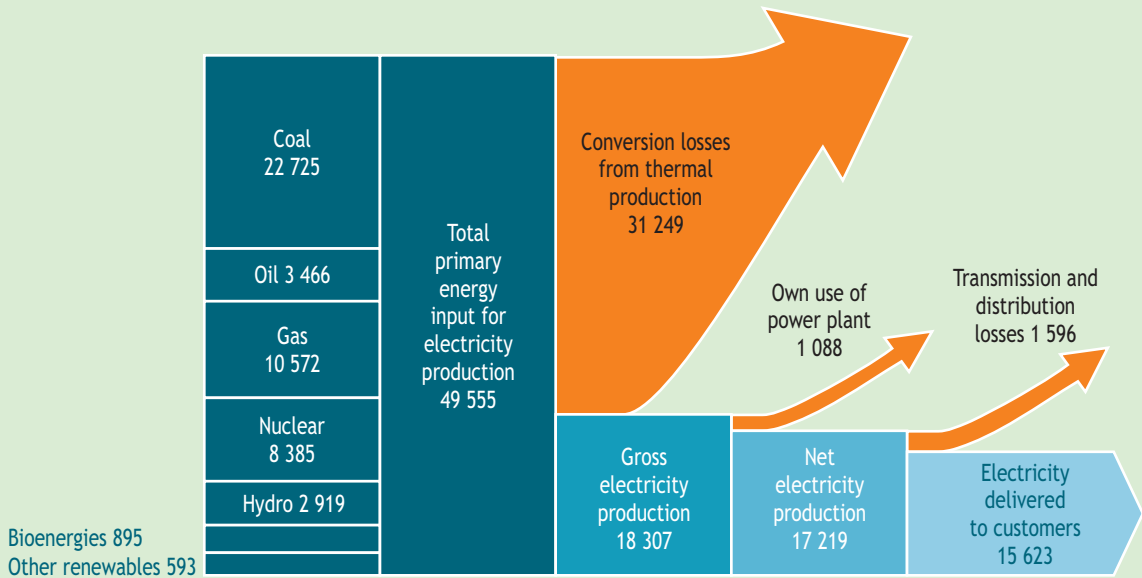 Coal
22 725
Oil 3 466
Gas
10 572
Nuclear
8 385
Hydro 2 919
Bioenergies 895
Other renewables 593
Total
primary
energy
input for
electricity
production
49 555
Conversion losses
from thermal
production
31 249
Own use of
power plant
1 088
Transmission and
distribution
losses 1 596
Gross
electricity
production
18 307
Net
electricity
production
17 219
Electricity
delivered
to customers
15 623